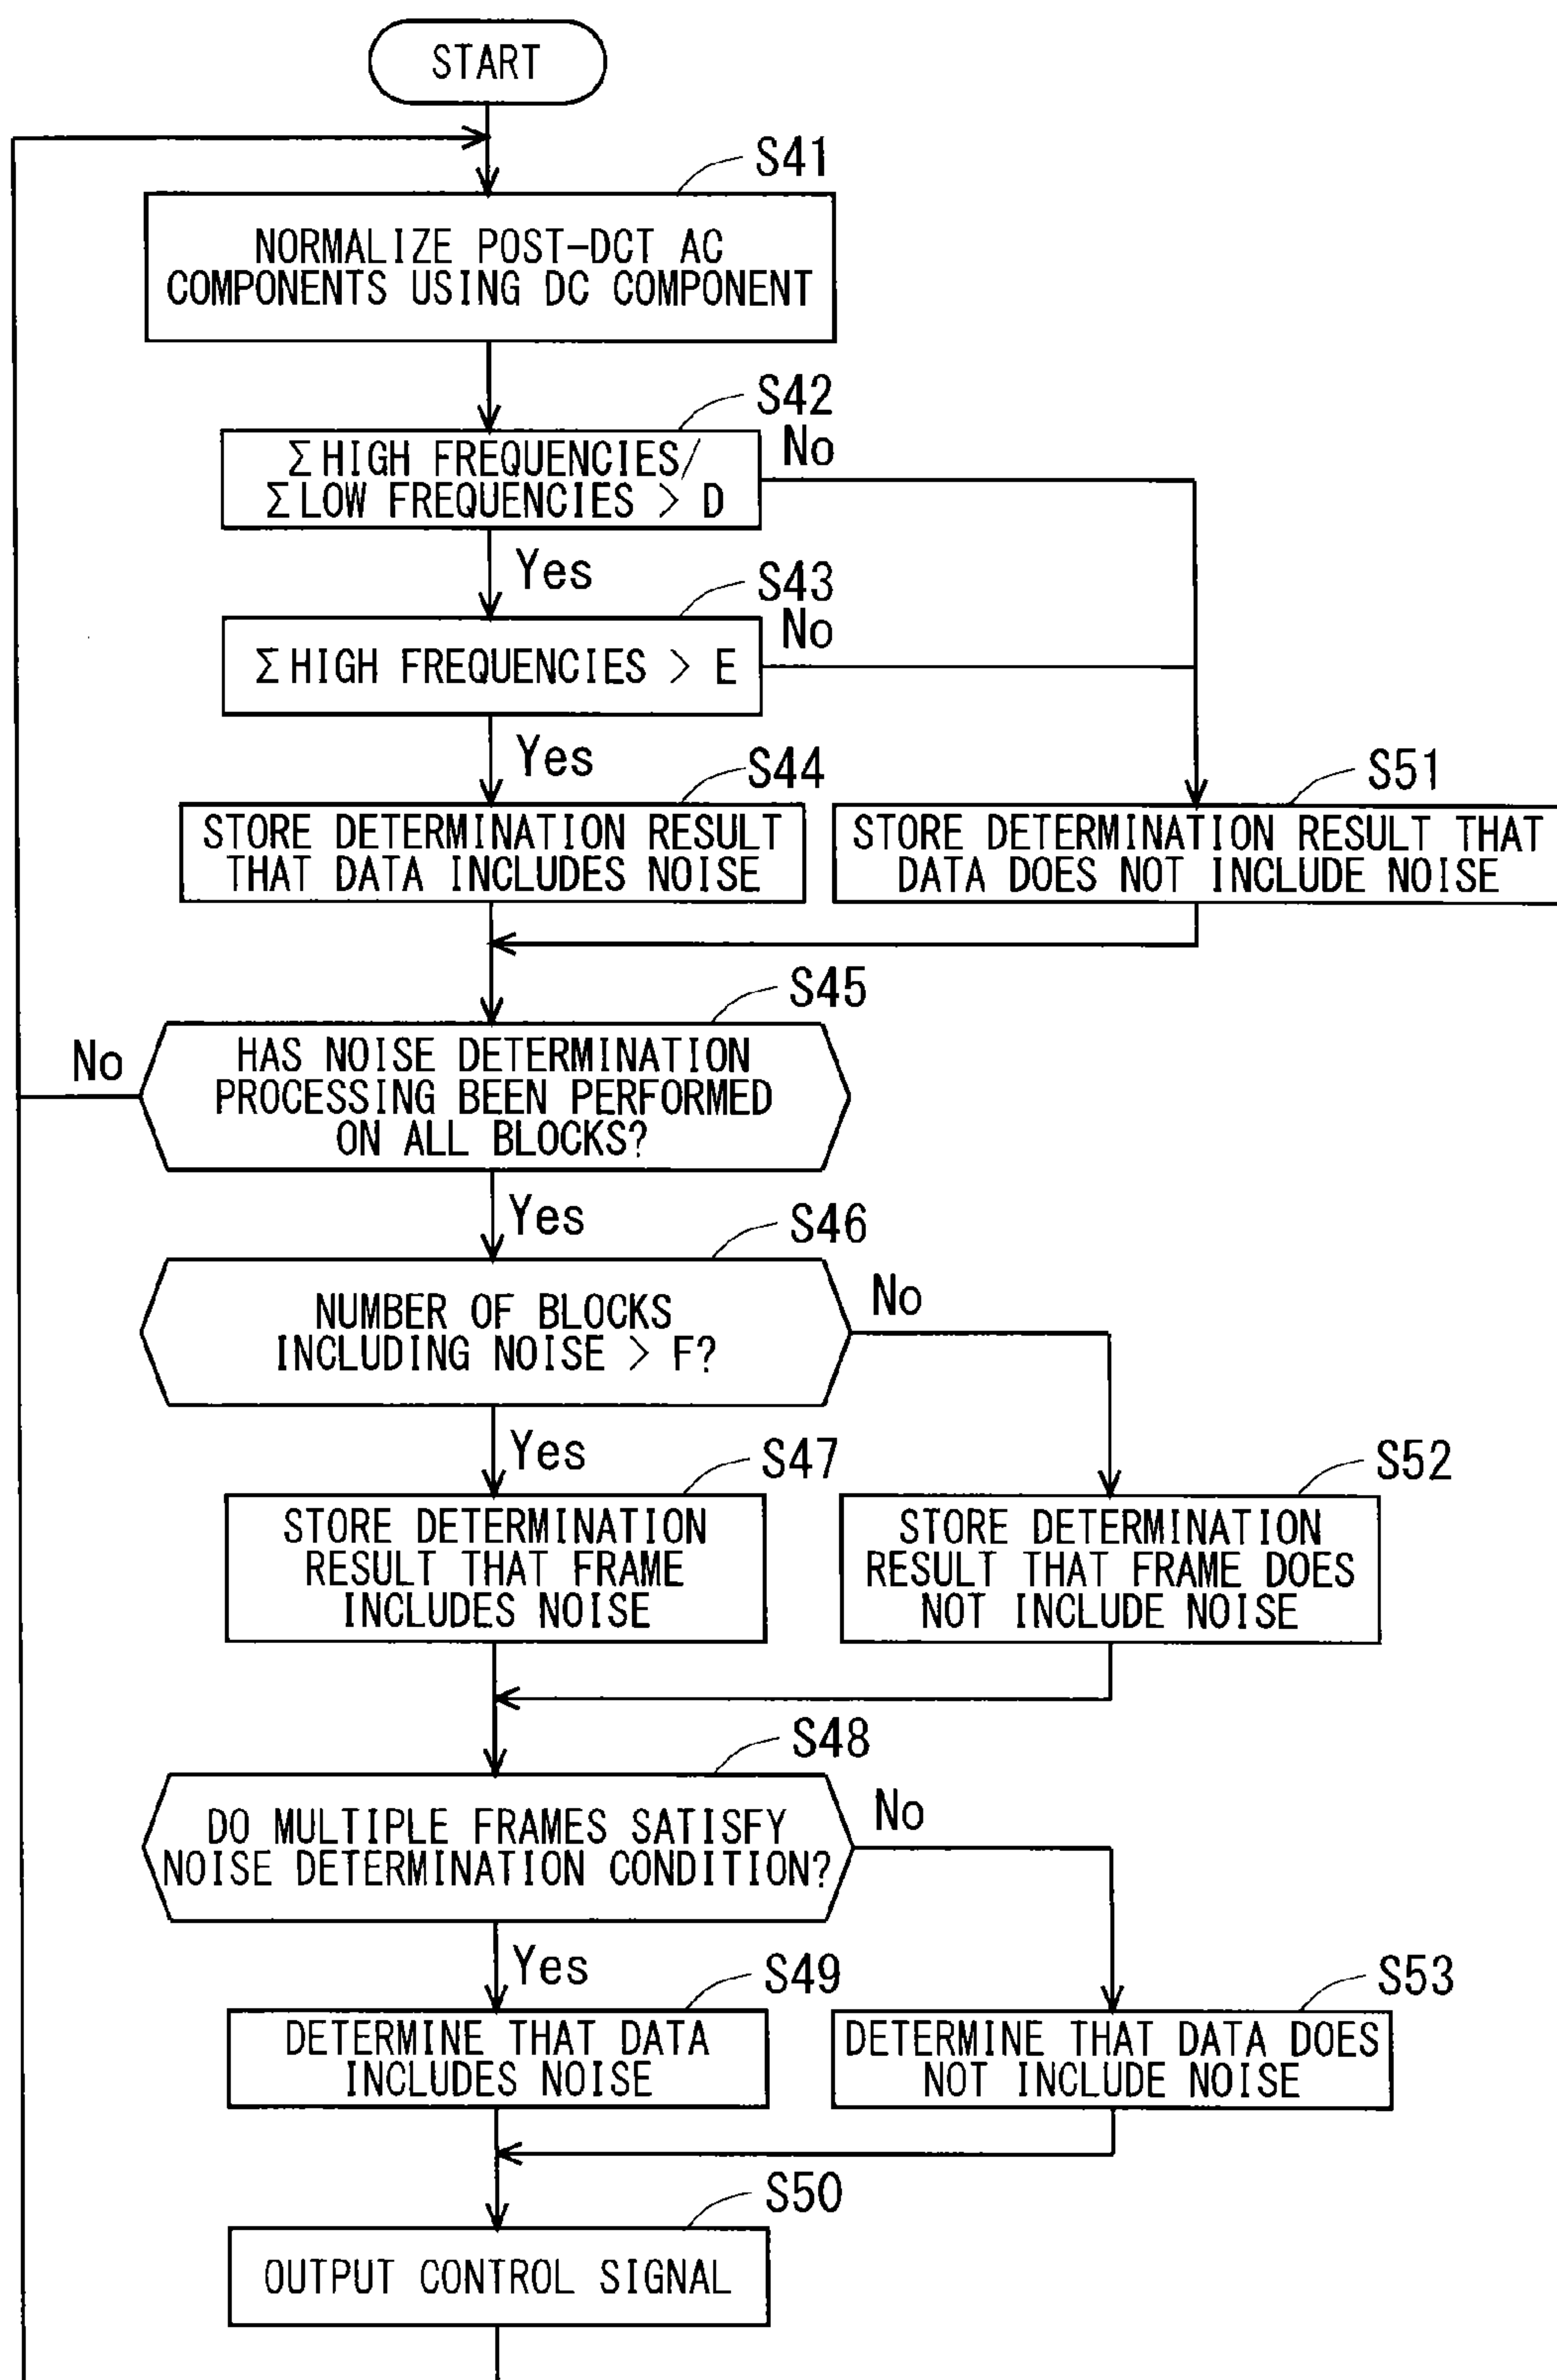 START
S41
NORMALIZE POST-DCT AC
COMPONENTS USING DC COMPONENT
S42
ΣHIGH FREQUENCIES/
ΣLOW FREQUENCIES > D
No
Yes
S43
ΣHIGH FREQUENCIES > E
No
Yes
S44
STORE DETERMINATION RESULT
THAT DATA INCLUDES NOISE
S51
STORE DETERMINATION RESULT THAT
DATA DOES NOT INCLUDE NOISE
S45
HAS NOISE DETERMINATION
PROCESSING BEEN PERFORMED
ON ALL BLOCKS?
No
Yes
S46
NUMBER OF BLOCKS
INCLUDING NOISE > F?
No
Yes
S47
STORE DETERMINATION
RESULT THAT FRAME
INCLUDES NOISE
S52
STORE DETERMINATION
RESULT THAT FRAME DOES
NOT INCLUDE NOISE
S48
DO MULTIPLE FRAMES SATISFY
NOISE DETERMINATION CONDITION?
No
Yes
S49
DETERMINE THAT DATA
INCLUDES NOISE
S53
DETERMINE THAT DATA DOES
NOT INCLUDE NOISE
S50
OUTPUT CONTROL SIGNAL